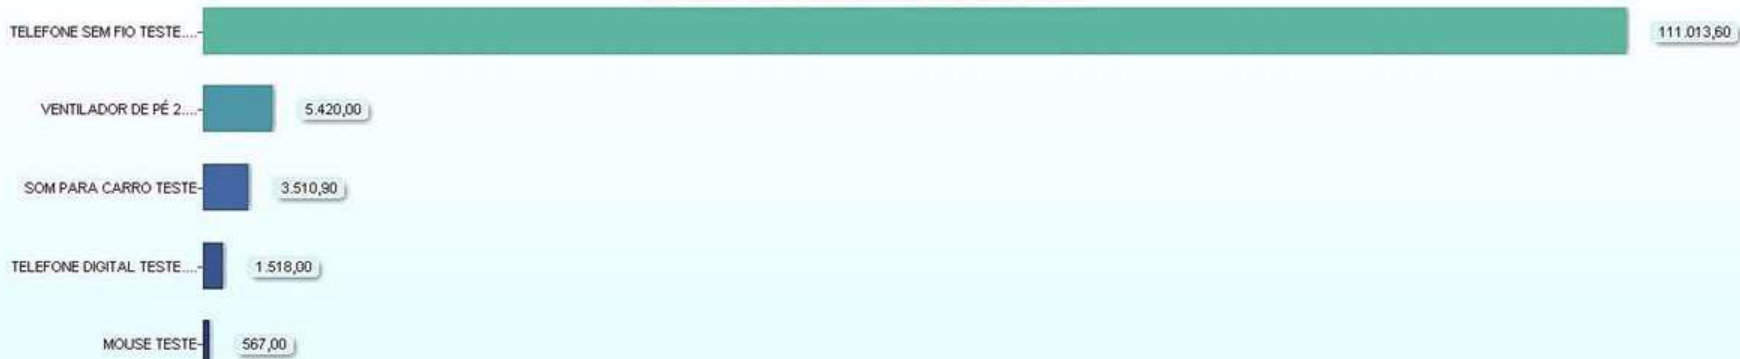 TELEFONE SEM FIO TESTE.... 111.013,60
VENTILADOR DE PÉ 2.... 5.420,00
SOM PARA CARRO TESTE 3.510,90
TELEFONE DIGITAL TESTE.... 1.518,00
MOUSE TESTE 567,00